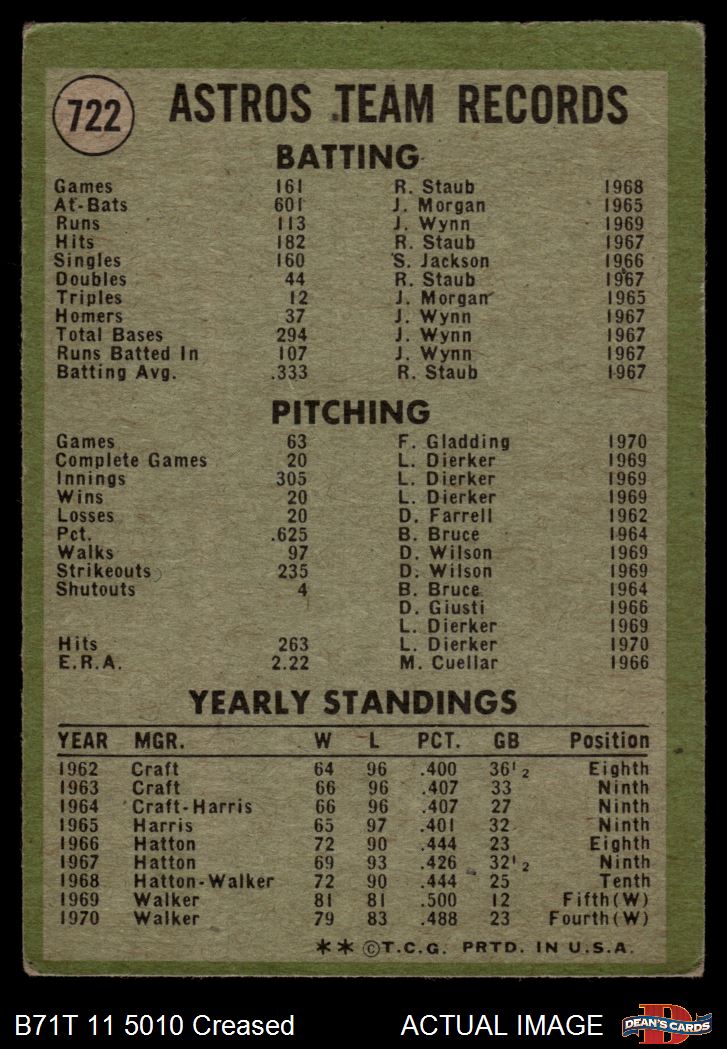 722 ASTROS TEAM RECORDS
BATTING
Games 161 R. Staub 1968
At-Bats 601 J. Morgan 1965
Runs 113 J. Wynn 1969
Hits 182 R. Staub 1967
Singles 160 S. Jackson 1966
Doubles 44 R. Staub 1967
Triples 12 J. Morgan 1965
Homers 37 J. Wynn 1967
Total Bases 294 J. Wynn 1967
Runs Batted In 107 J. Wynn 1967
Batting Avg. .333 R. Staub 1967
PITCHING
Games 63 F. Gladding 1970
Complete Games 20 L. Dierker 1969
Innings 305 L. Dierker 1969
Wins 20 L. Dierker 1969
Losses 20 D. Farrell 1962
Pct. .625 B. Bruce 1964
Walks 97 D. Wilson 1969
Strikeouts 235 D. Wilson 1969
Shutouts 4 B. Bruce 1964
D. Giusti 1966
L. Dierker 1969
Hits 263 L. Dierker 1970
E.R.A. 2.22 M. Cuellar 1966
YEARLY STANDINGS
YEAR MGR. W L PCT. GB Position
1962 Craft 64 96 .400 36½ Eighth
1963 Craft 66 96 .407 33 Ninth
1964 Craft-Harris 66 96 .407 27 Ninth
1965 Harris 65 97 .401 32 Ninth
1966 Hatton 72 90 .444 23 Eighth
1967 Hatton 69 93 .426 32½ Ninth
1968 Hatton-Walker 72 90 .444 25 Tenth
1969 Walker 81 81 .500 12 Fifth(W)
1970 Walker 79 83 .488 23 Fourth(W)
** ©T.C.G. PRTD. IN U.S.A.
B71T 11 5010 Creased ACTUAL IMAGE D DEAN'S CARDS